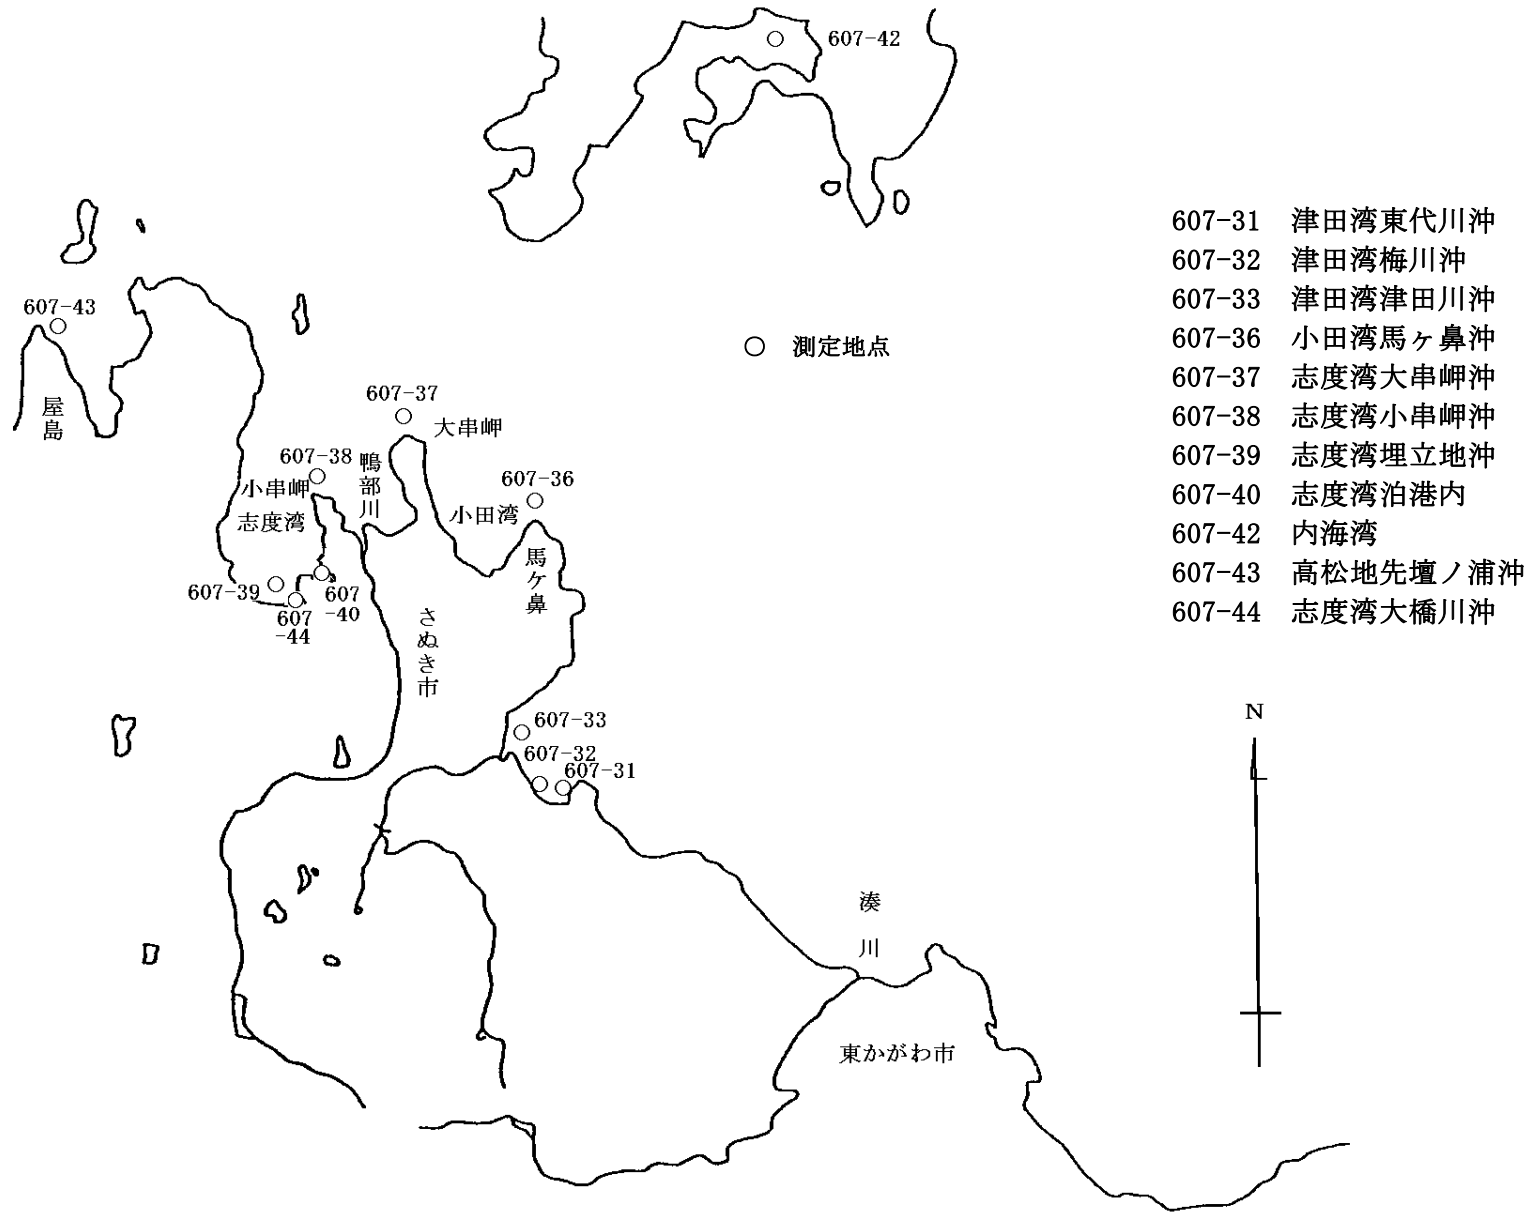 607-42
607-31 津田湾東代川沖
607-32 津田湾梅川沖
607-33 津田湾津田川沖
607-36 小田湾馬ヶ鼻沖
607-37 志度湾大串岬沖
607-38 志度湾小串岬沖
607-39 志度湾埋立地沖
607-40 志度湾泊港内
607-42 内海湾
607-43 高松地先壇ノ浦沖
607-44 志度湾大橋川沖
607-43
屋島
○ 測定地点
607-37
大串岬
607-38
小串岬
鴨部川
志度湾
607-36
小田湾
馬ケ鼻
607-39
607
-44
607
-40
さぬき市
607-33
607-32
607-31
N
湊川
東かがわ市